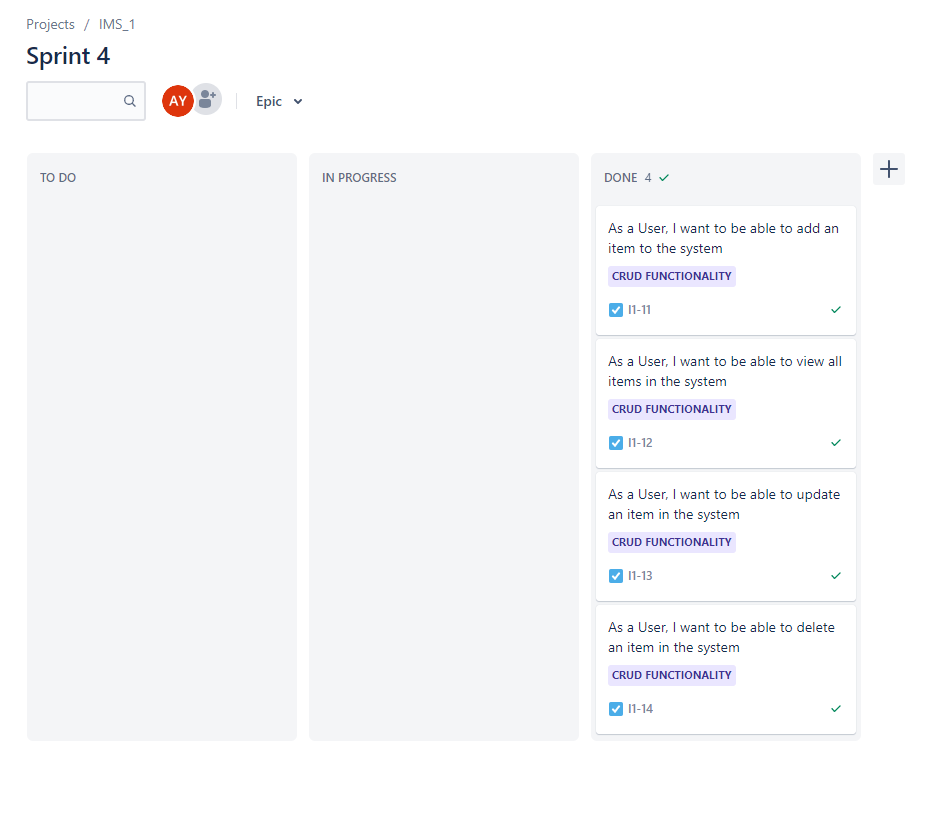 Projects / IMS_1
Sprint 4
AY
Epic
TO DO
IN PROGRESS
DONE 4
As a User, I want to be able to add an
item to the system
CRUD FUNCTIONALITY
I1-11
As a User, I want to be able to view all
items in the system
CRUD FUNCTIONALITY
I1-12
As a User, I want to be able to update
an item in the system
CRUD FUNCTIONALITY
I1-13
As a User, I want to be able to delete
an item in the system
CRUD FUNCTIONALITY
I1-14